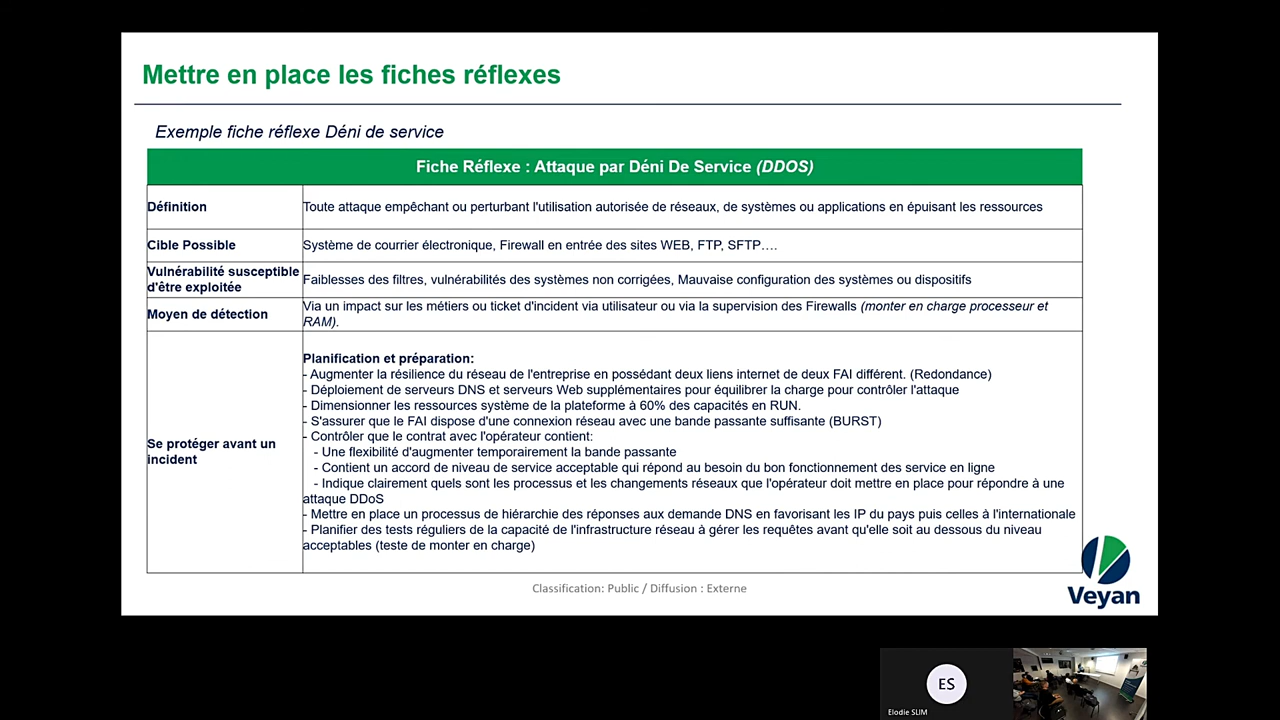 Mettre en place les fiches réflexes
Exemple fiche réflexe Déni de service
Fiche Réflexe : Attaque par Déni De Service (DDOS)
Définition
Toute attaque empêchant ou perturbant l'utilisation autorisée de réseaux, de systèmes ou applications en épuisant les ressources
Cible Possible
Système de courrier électronique, Firewall en entrée des sites WEB, FTP, SFTP….
Vulnérabilité susceptible
d'être exploitée
Faiblesses des filtres, vulnérabilités des systèmes non corrigées, Mauvaise configuration des systèmes ou dispositifs
Moyen de détection
Via un impact sur les métiers ou ticket d'incident via utilisateur ou via la supervision des Firewalls (monter en charge processeur et
RAM).
Se protéger avant un
incident
Planification et préparation:
- Augmenter la résilience du réseau de l'entreprise en possédant deux liens internet de deux FAI différent. (Redondance)
- Déploiement de serveurs DNS et serveurs Web supplémentaires pour équilibrer la charge pour contrôler l'attaque
- Dimensionner les ressources système de la plateforme à 60% des capacités en RUN.
- S'assurer que le FAI dispose d'une connexion réseau avec une bande passante suffisante (BURST)
- Contrôler que le contrat avec l'opérateur contient:
- Une flexibilité d'augmenter temporairement la bande passante
- Contient un accord de niveau de service acceptable qui répond au besoin du bon fonctionnement des service en ligne
- Indique clairement quels sont les processus et les changements réseaux que l'opérateur doit mettre en place pour répondre à une
attaque DDoS
- Mettre en place un processus de hiérarchie des réponses aux demande DNS en favorisant les IP du pays puis celles à l'internationale
- Planifier des tests réguliers de la capacité de l'infrastructure réseau à gérer les requêtes avant qu'elle soit au dessous du niveau
acceptables (teste de monter en charge)
Classification: Public / Diffusion : Externe
Veyan
ES
Elodie SLIM